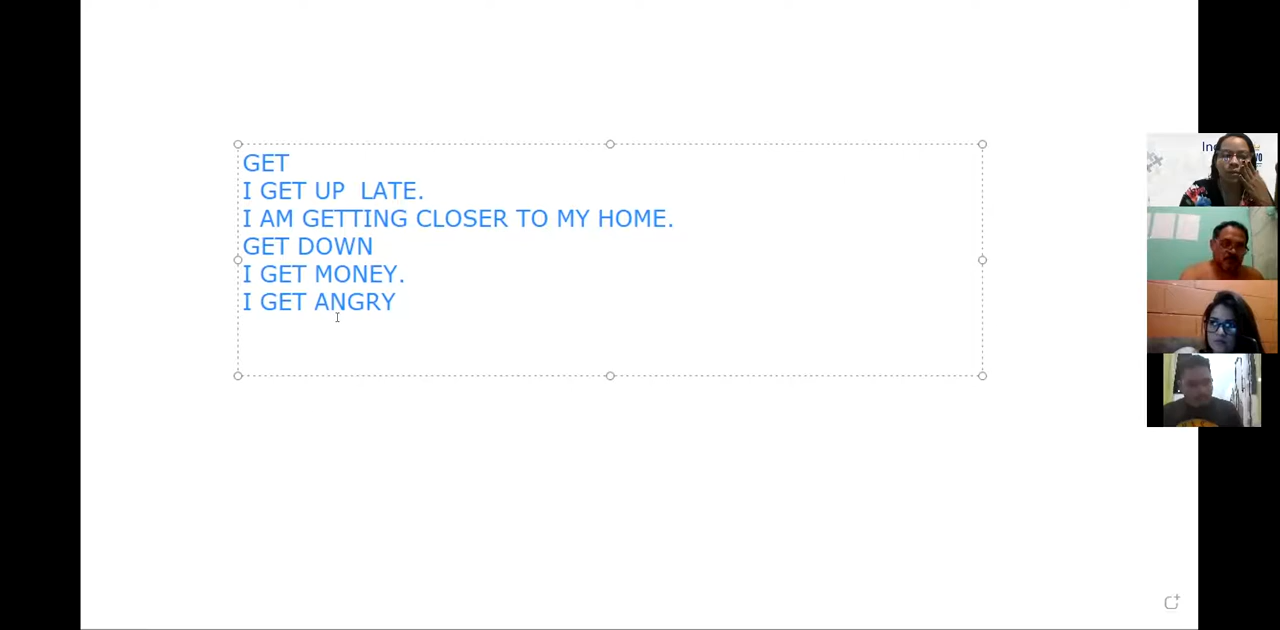 GET
I GET UP  LATE.
I AM GETTING CLOSER TO MY HOME.
GET DOWN
I GET MONEY.
I GET ANGRY